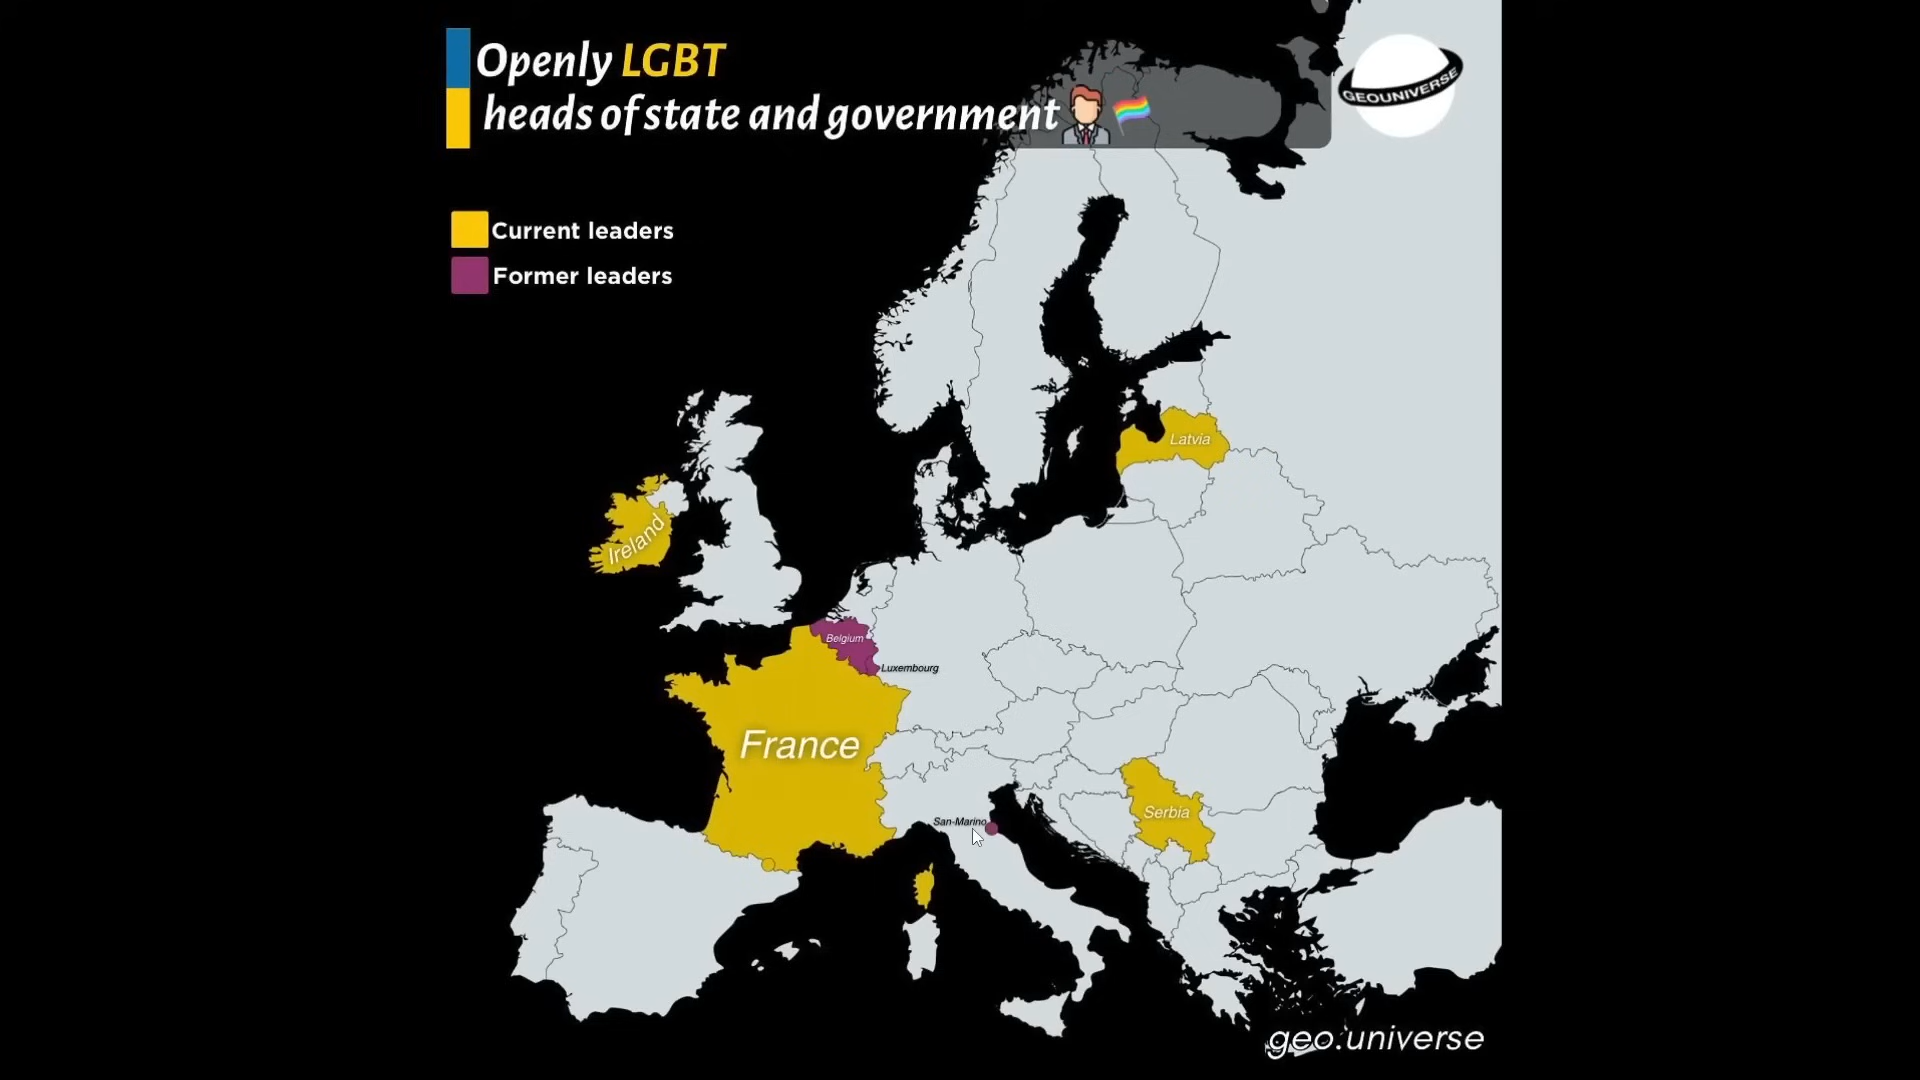 Openly LGBT
heads of state and government
GEOUNIVERSE
Current leaders
Former leaders
Latvia
Ireland
Belgium
Luxembourg
France
Serbia
San-Marino
geo.universe